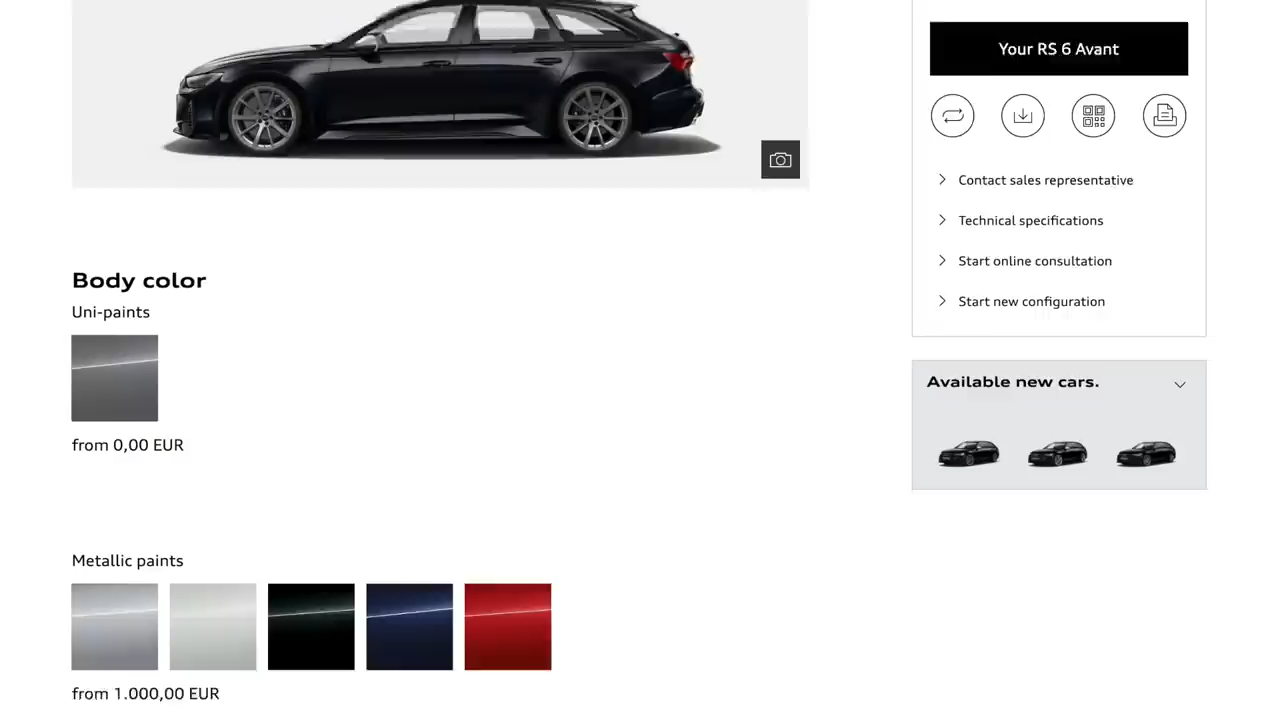 Your RS 6 Avant
Contact sales representative
Technical specifications
Start online consultation
Start new configuration
Available new cars.
Body color
Uni-paints
from 0,00 EUR
Metallic paints
from 1.000,00 EUR